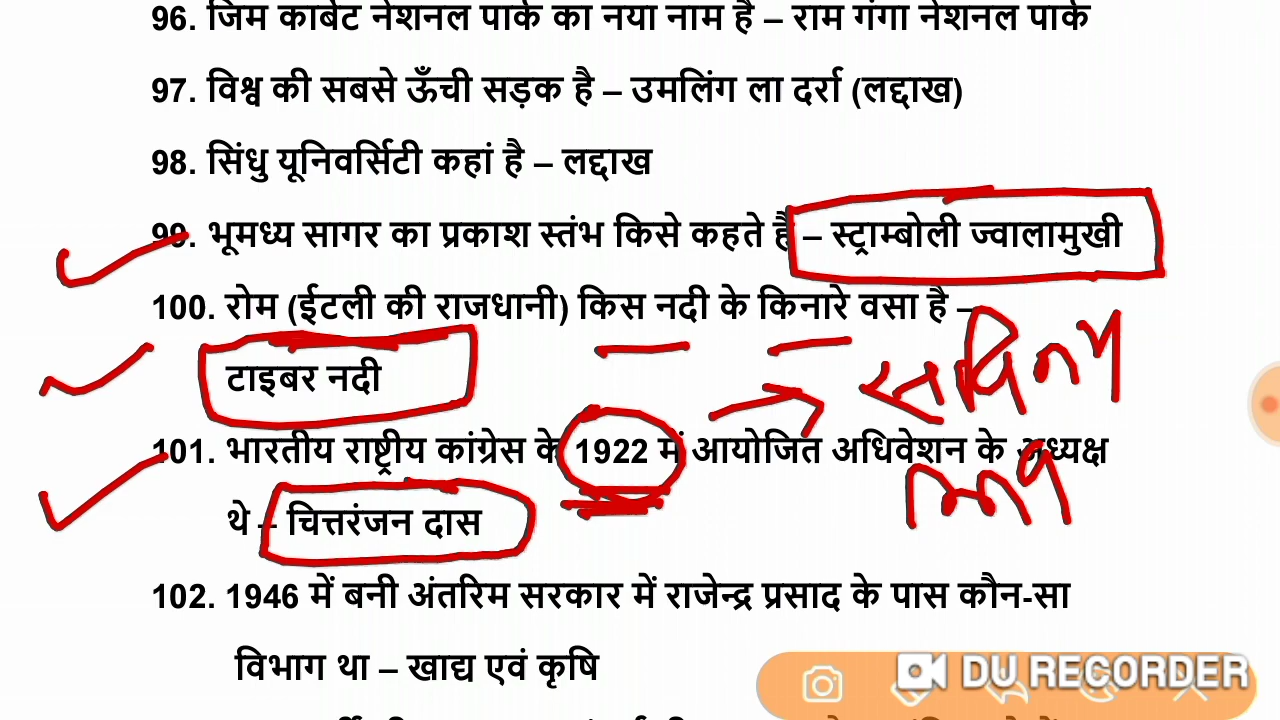 96. जिम कार्बेट नेशनल पार्क का नया नाम है – राम गंगा नेशनल पार्क
97. विश्व की सबसे ऊँची सड़क है – उमलिंग ला दर्रा (लद्दाख)
98. सिंधु यूनिवर्सिटी कहां है – लद्दाख
99. भूमध्य सागर का प्रकाश स्तंभ किसे कहते है – स्ट्राम्बोली ज्वालामुखी
100. रोम (ईटली की राजधानी) किस नदी के किनारे वसा है –
टाइबर नदी
101. भारतीय राष्ट्रीय कांग्रेस के 1922 में आयोजित अधिवेशन के अध्यक्ष
थे – चित्तरंजन दास
102. 1946 में बनी अंतरिम सरकार में राजेन्द्र प्रसाद के पास कौन-सा
विभाग था – खाद्य एवं कृषि
DU RECORDER